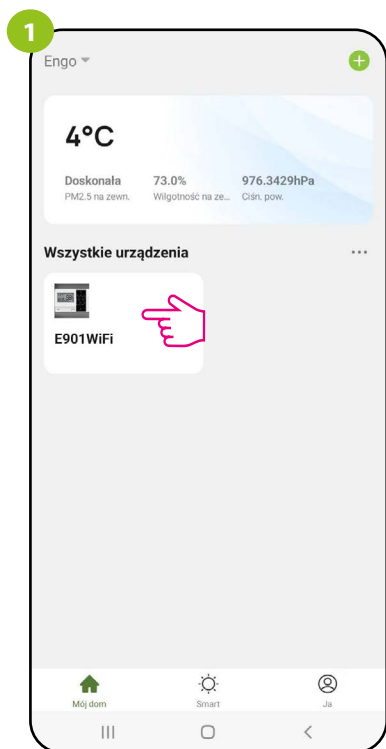 1
Engo
4°C
Doskonała 73.0% 976.3429hPa
PM2.5 na zewn. Wilgotność na ze... Ciśn. pow.
Wszystkie urządzenia
E901WiFi
Mój dom Smart Ja